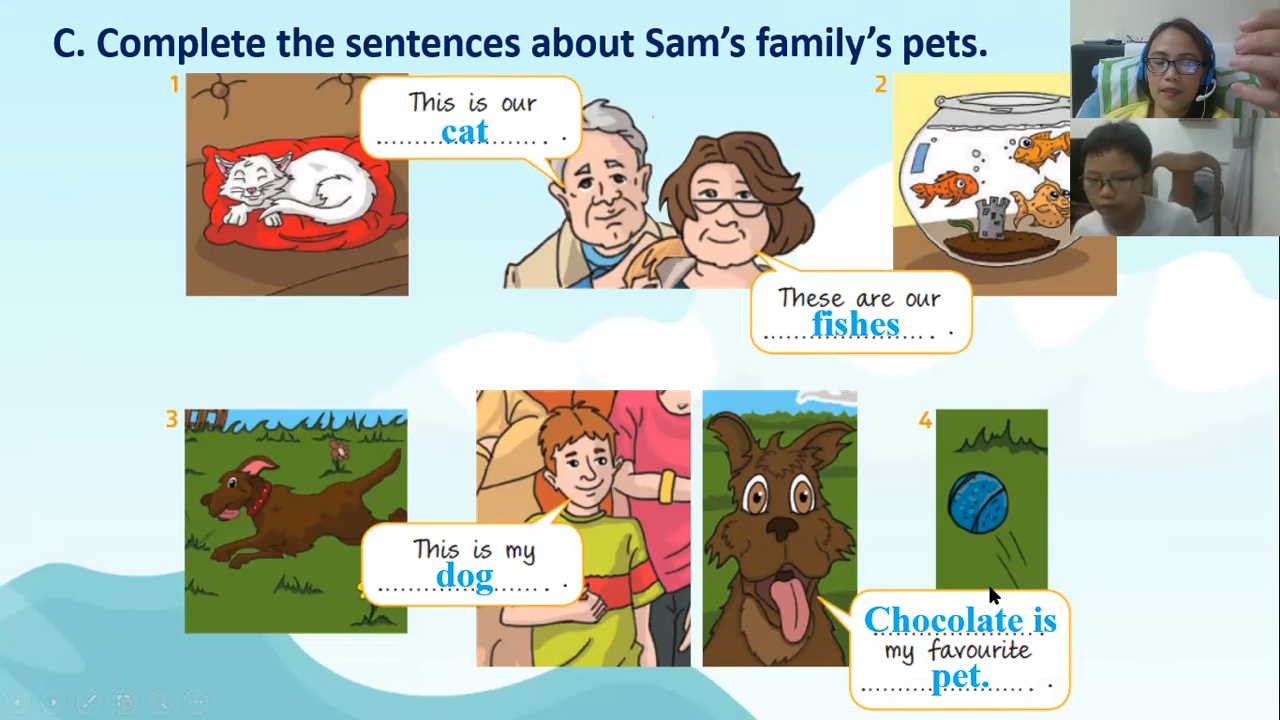 C. Complete the sentences about Sam's family's pets.
1
This is our
cat .
2
These are our
fishes .
3
This is my
dog .
4
Chocolate is
my favourite
pet. .